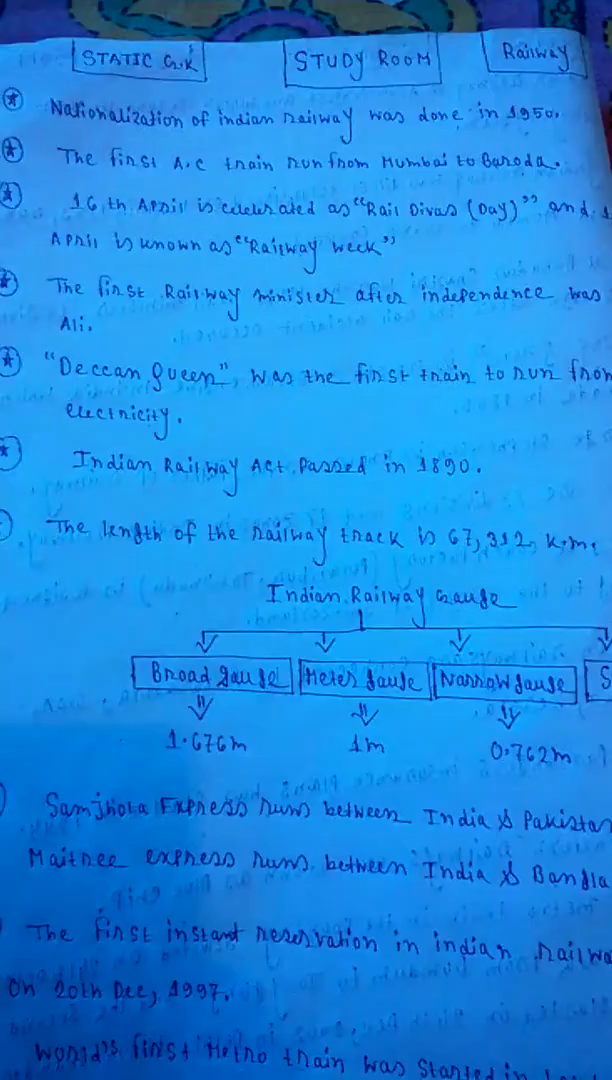 STATIC G.K STUDY ROOM Railway
Nationalization of indian railway was done in 1950.
The first A.C train run from Mumbai to Baroda.
16 th April is celebrated as "Rail Divas (Day)" and
April is known as "Railway week"
The first Railway minister after independence was
Ali.
"Deccan Queen", was the first train to run from
electricity.
Indian Railway Act Passed in 1890.
The length of the railway track is 67,312 K.m.
Indian Railway Gauge
Broad gauge Meter gauge Narrow gauge S
1.676m 1m 0.762m
Samjhota Express runs between India & Pakistan
Maitree express runs between India & Bangla
The first instant reservation in indian railwa
On 20th Dec, 1997.
World's first Metro train was started in